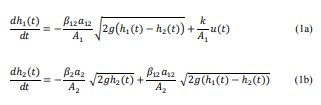 dh₁(t)/dt = − β₁₂a₁₂/A₁ √2g(h₁(t) − h₂(t)) + k/A₁ u(t) (1a)
dh₂(t)/dt = − β₂a₂/A₂ √2gh₂(t) + β₁₂a₁₂/A₂ √2g(h₁(t) − h₂(t)) (1b)